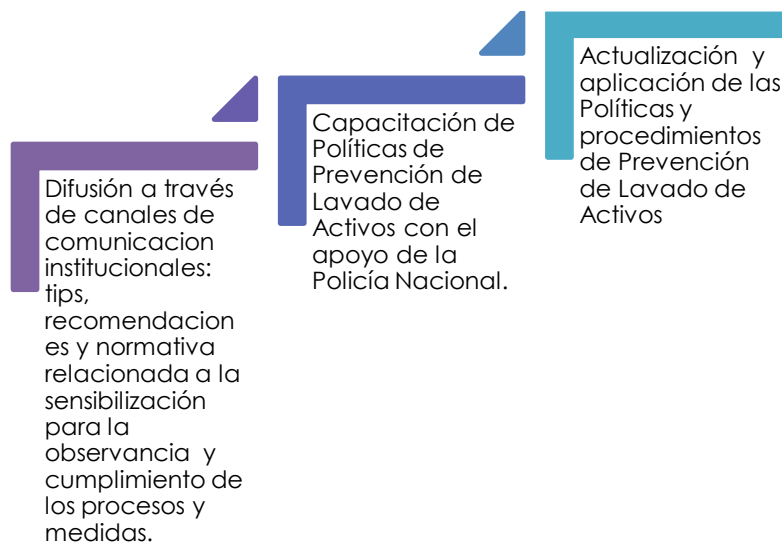 Difusión a través
de canales de
comunicacion
institucionales:
tips,
recomendacion
es y normativa
relacionada a la
sensibilización
para la
observancia y
cumplimiento de
los procesos y
medidas.
Capacitación de
Políticas de
Prevención de
Lavado de
Activos con el
apoyo de la
Policía Nacional.
Actualización y
aplicación de las
Políticas y
procedimientos
de Prevención
de Lavado de
Activos